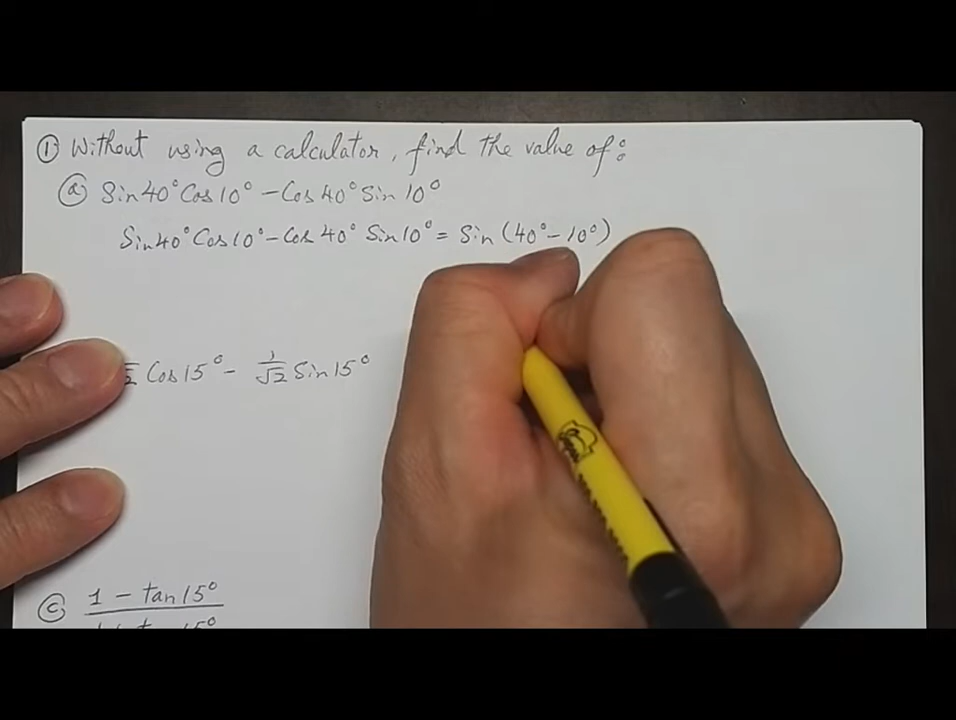 ① Without using a calculator, find the value of:
ⓐ Sin 40° Cos 10° - Cos 40° Sin 10°
Sin 40° Cos 10° - Cos 40° Sin 10° = Sin (40° - 10°)
Cos 15° - 1/√2 Sin 15°
ⓒ 1 - tan 15°